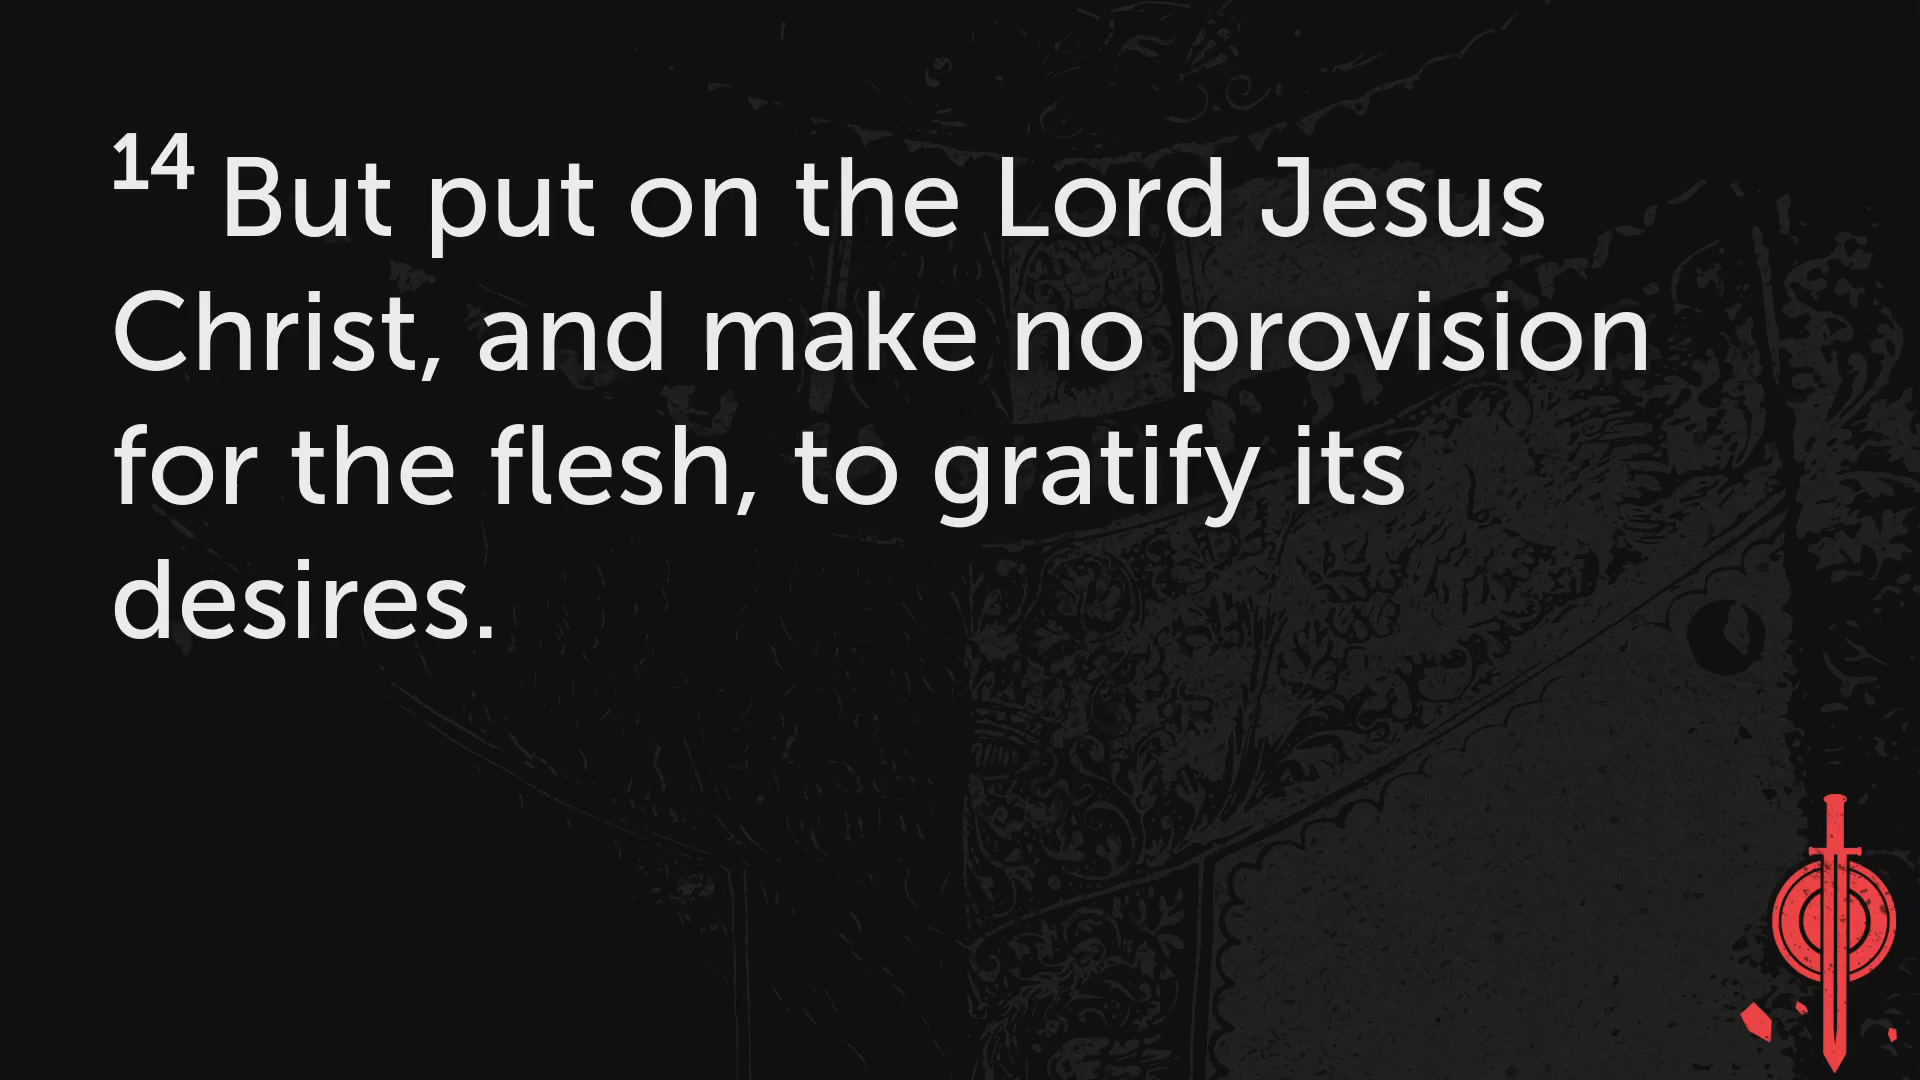 14 But put on the Lord Jesus
Christ, and make no provision
for the flesh, to gratify its
desires.